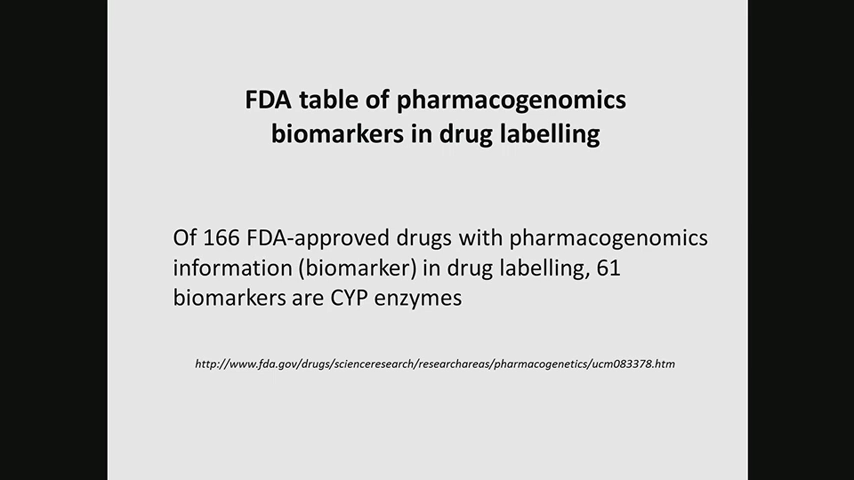 FDA table of pharmacogenomics
biomarkers in drug labelling
Of 166 FDA-approved drugs with pharmacogenomics
information (biomarker) in drug labelling, 61
biomarkers are CYP enzymes
http://www.fda.gov/drugs/scienceresearch/researchareas/pharmacogenetics/ucm083378.htm